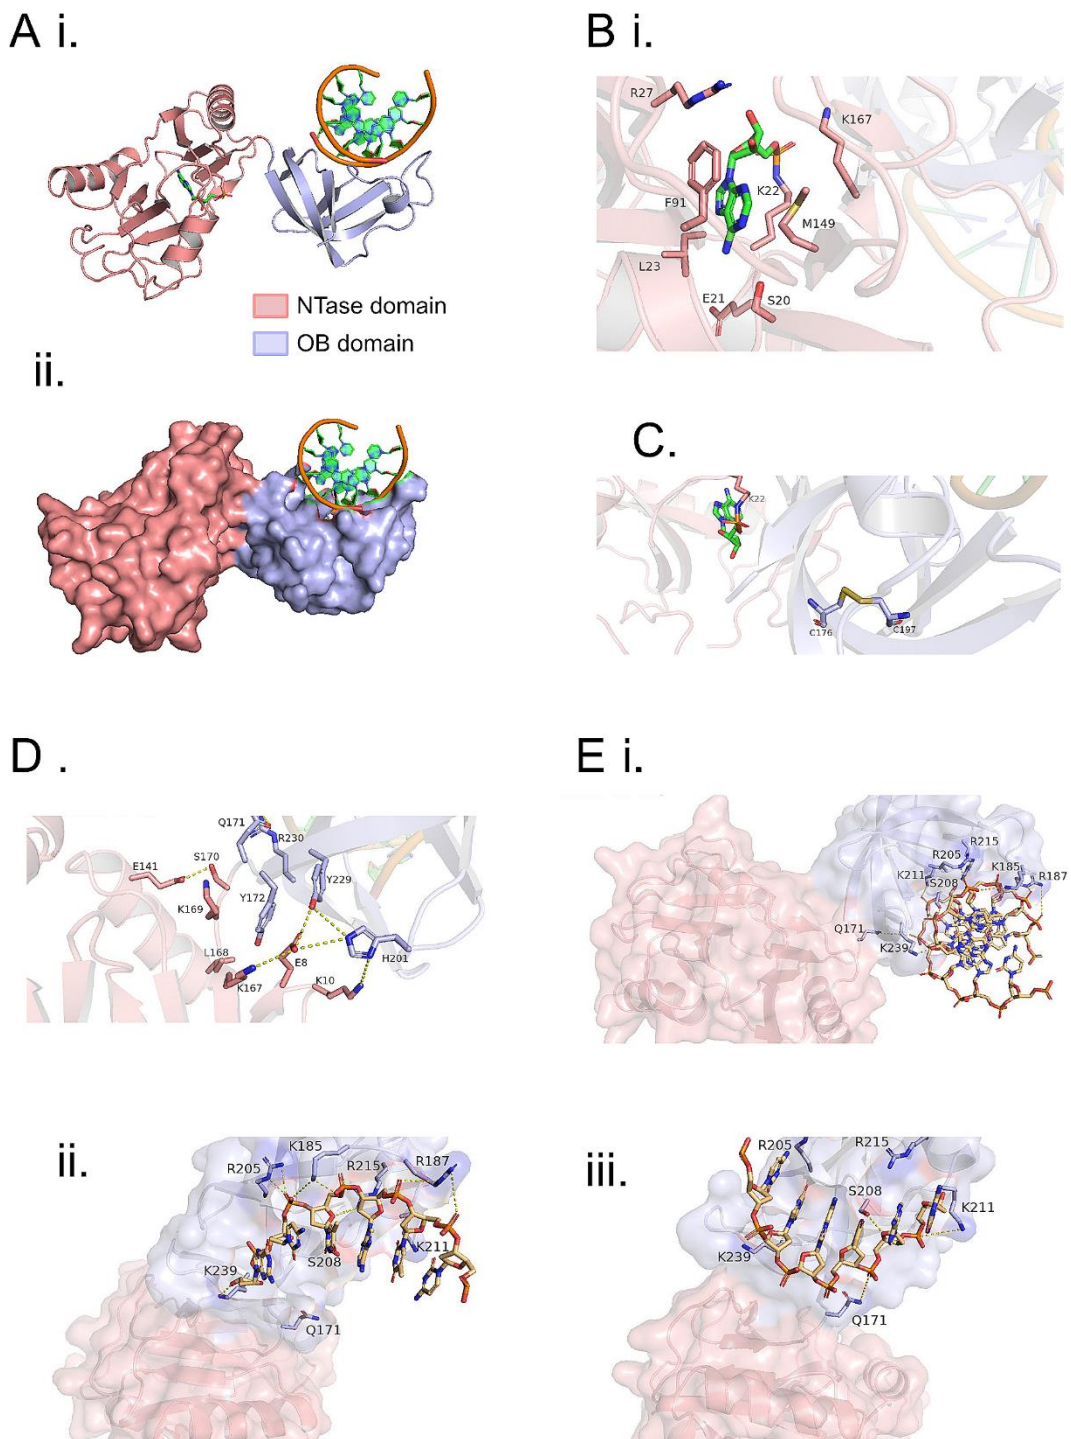 A i.
NTase domain
OB domain
ii.
B i.
R27
K167
F91
K22
M149
L23
E21
S20
C.
K22
C176
C197
D .
Q171
R230
E141
S170
Y229
Y172
K169
L168
E8
H201
K167
K10
E i.
R215
R205
K185
K211
R187
S208
Q171
K239
ii.
K185
R205
R215
R187
K211
S208
K239
Q171
iii.
R205
R215
S208
K211
K239
Q171